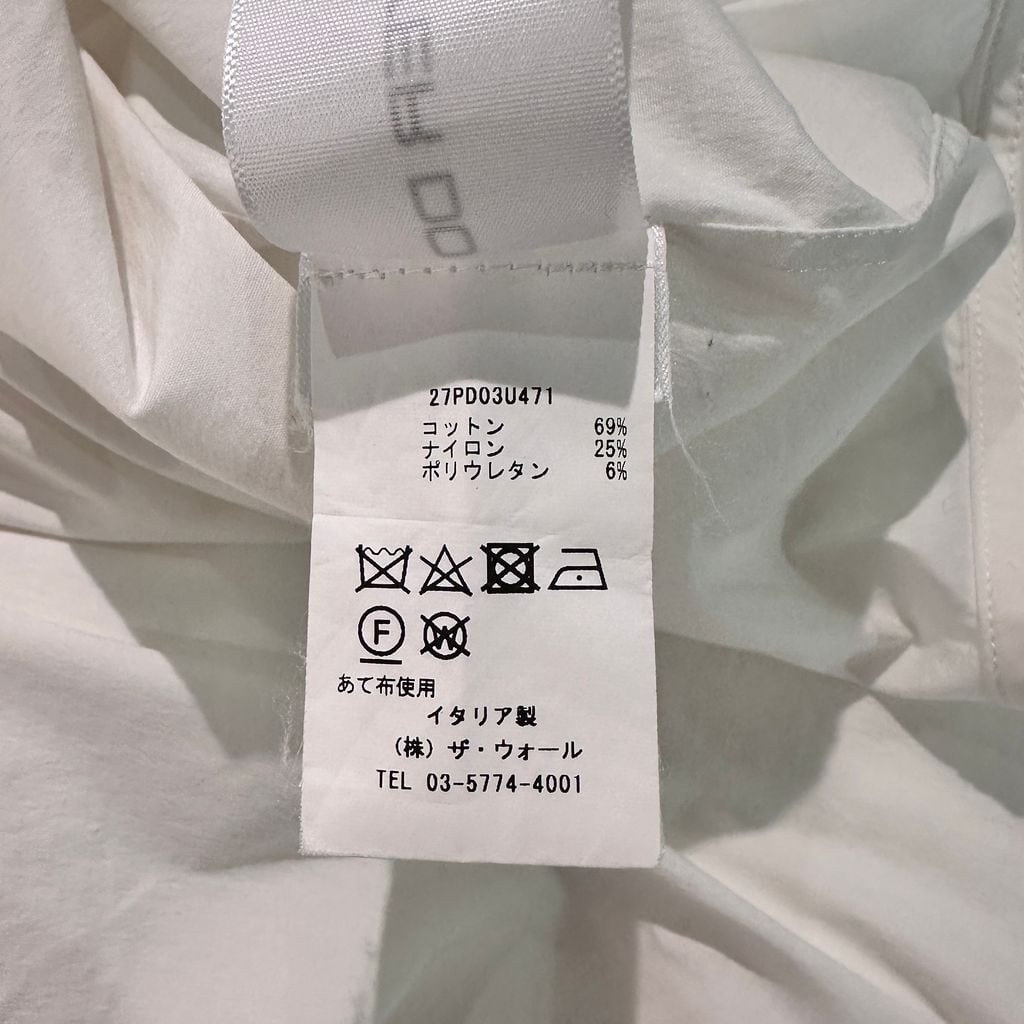 27PD03U471
コットン 69%
ナイロン 25%
ポリウレタン 6%
F
W
あて布使用
イタリア製
(株) ザ・ウォール
TEL 03-5774-4001